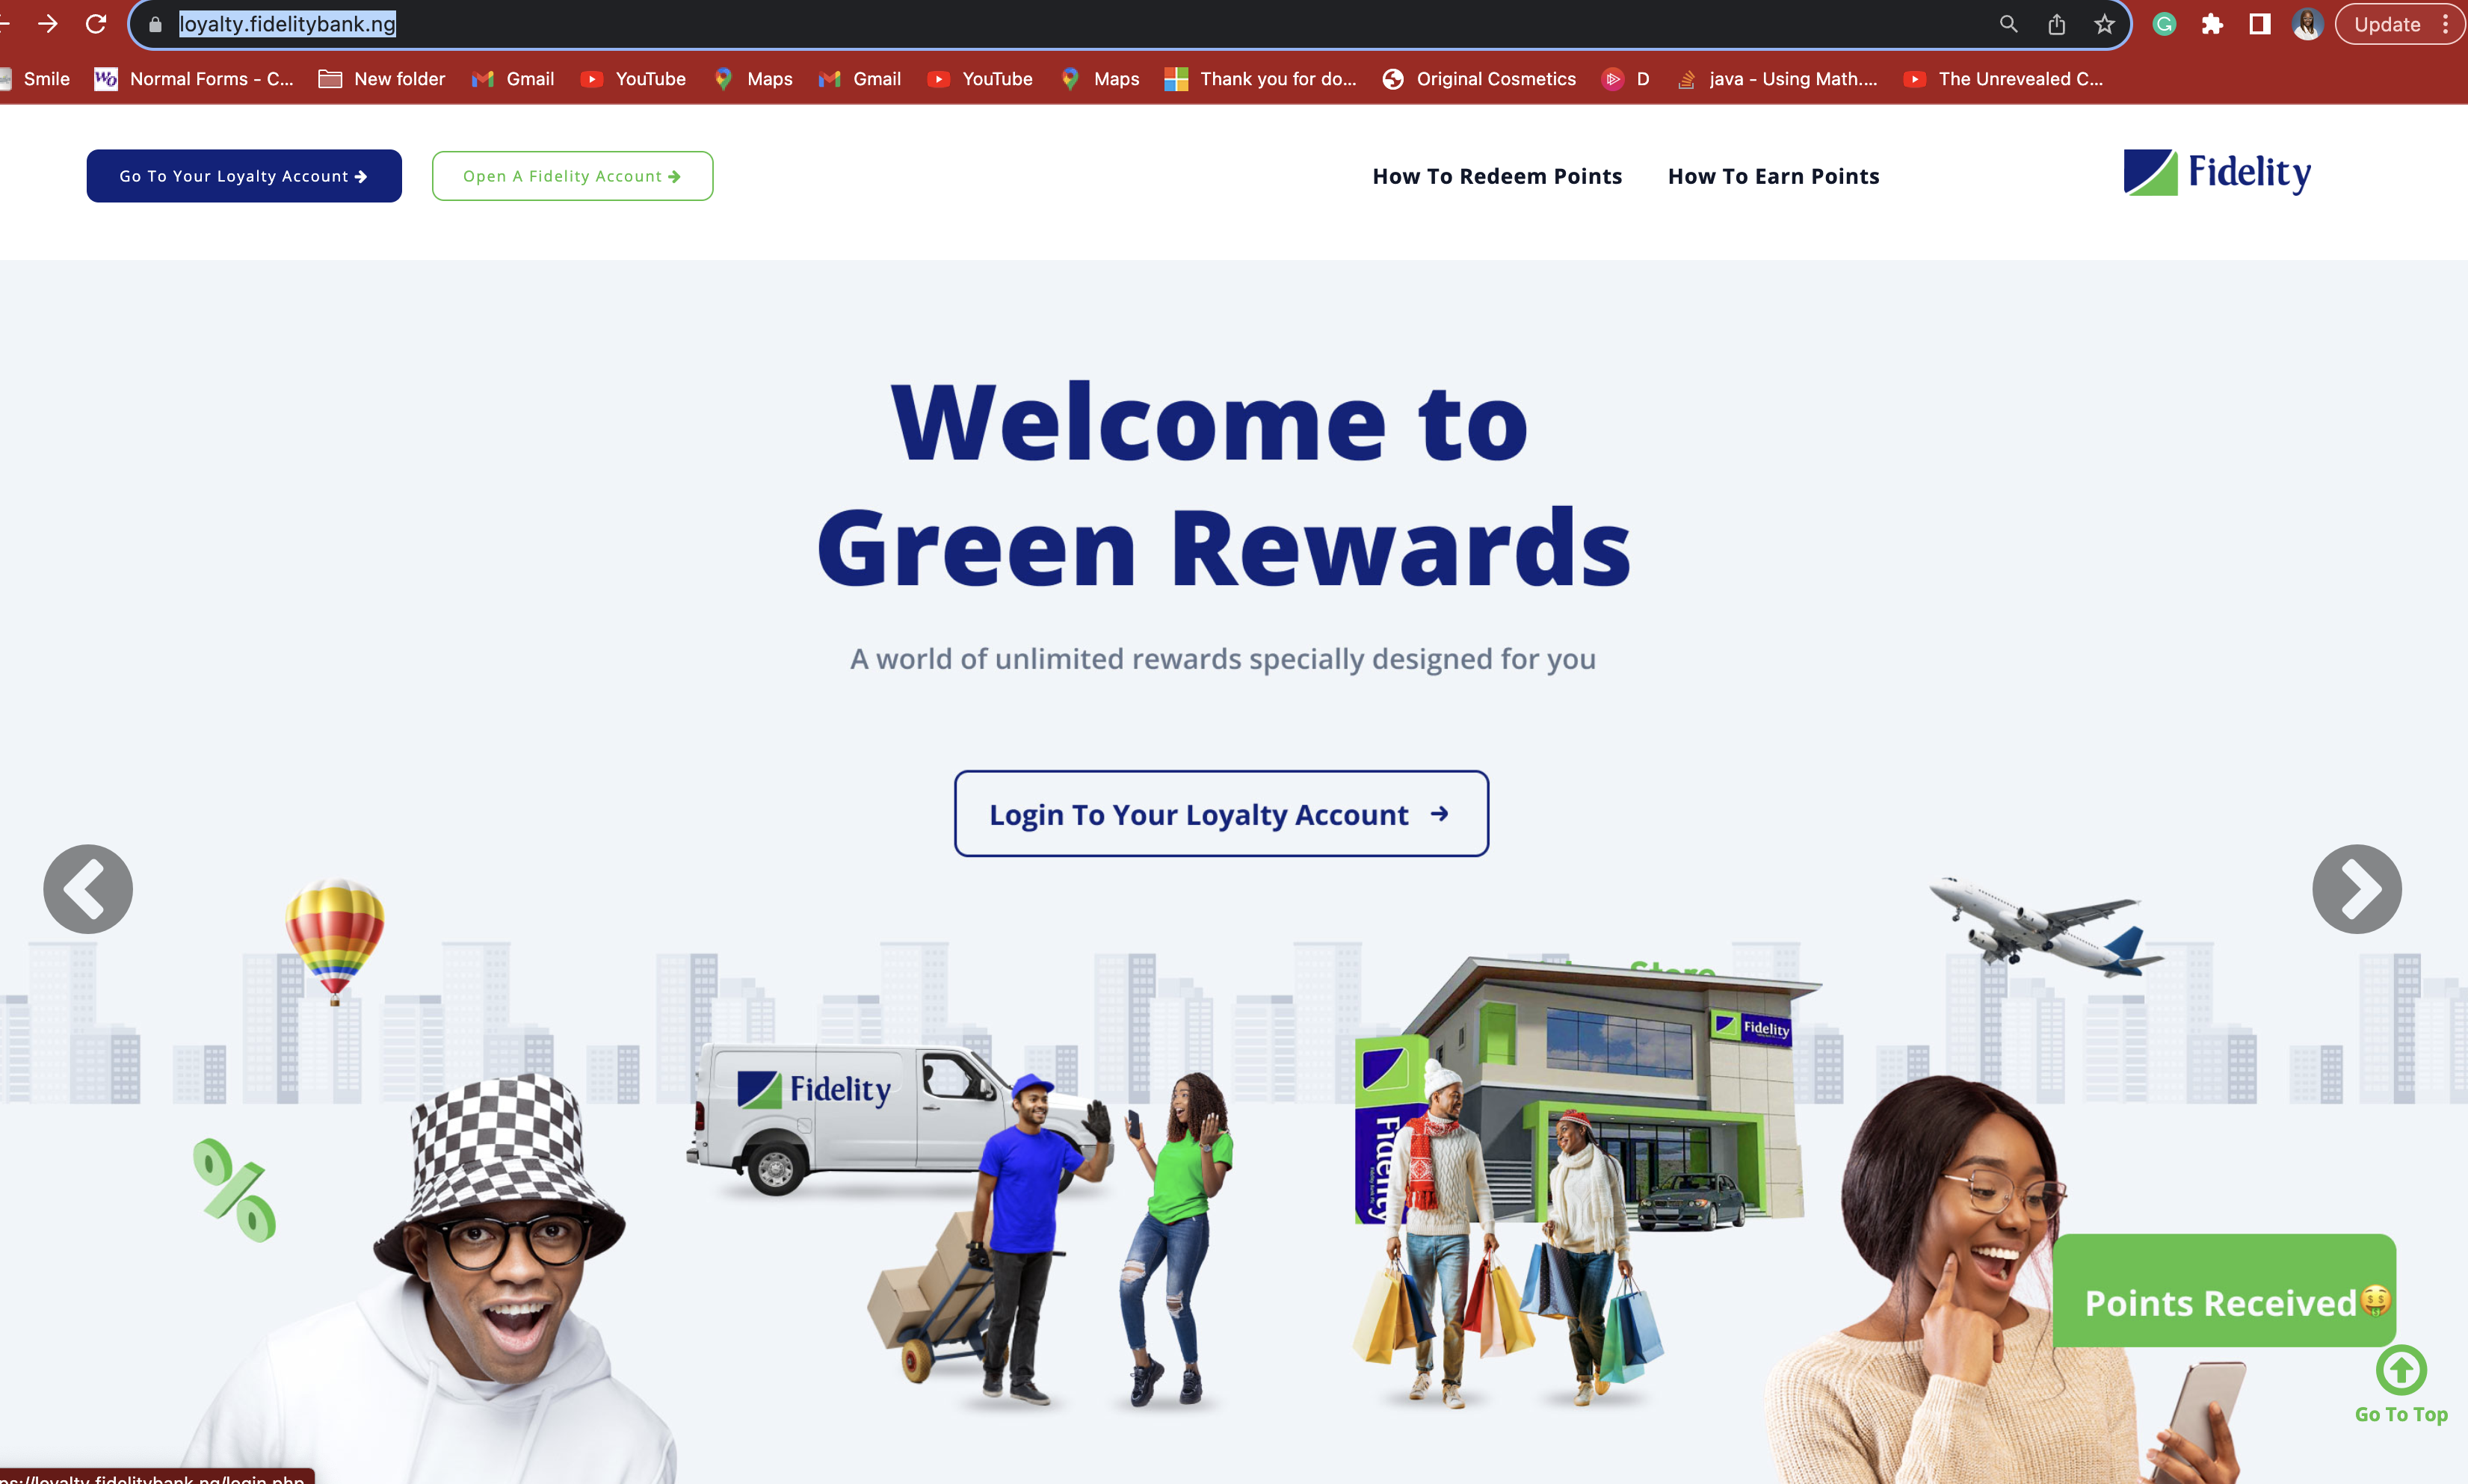 loyalty.fidelitybank.ng
Update
Smile
Normal Forms - C...
New folder
Gmail
YouTube
Maps
Gmail
YouTube
Maps
Thank you for do...
Original Cosmetics
D
java - Using Math....
The Unrevealed C...
Go To Your Loyalty Account
Open A Fidelity Account
How To Redeem Points
How To Earn Points
Fidelity
Welcome to
Green Rewards
A world of unlimited rewards specially designed for you
Login To Your Loyalty Account
Store
Fidelity
Fidelity
Fidelity
Points Received🤑
Go To Top
ps://loyalty.fidelitybank.ng/login.php